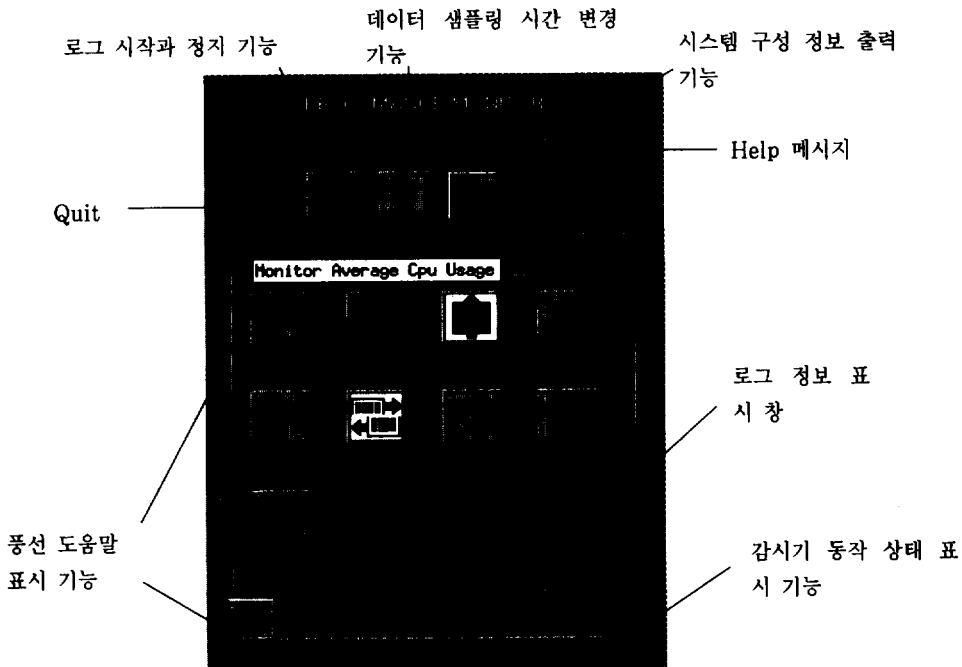 데이터 샘플링 시간 변경
기능
로그 시작과 정지 기능
시스템 구성 정보 출력
기능
Help 메시지
Quit
Monitor Average Cpu Usage
로그 정보 표
시 창
풍선 도움말
표시 기능
감시기 동작 상태 표
시 기능